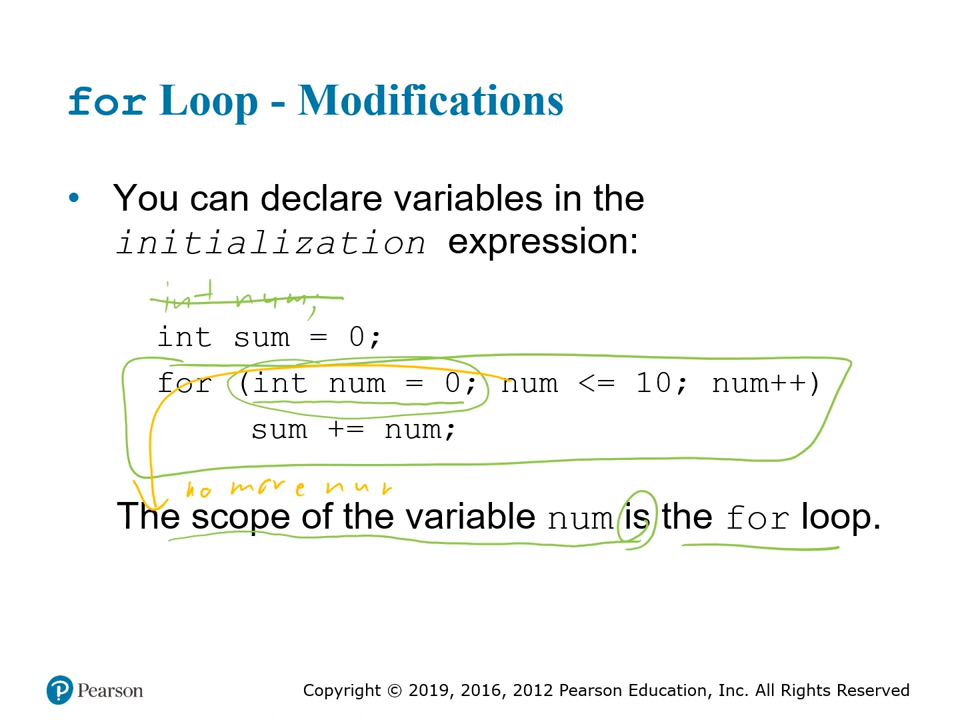 for Loop - Modifications
• You can declare variables in the
initialization expression:
int num;
int sum = 0;
for (int num = 0; num <= 10; num++)
sum += num;
no more nur
The scope of the variable num is the for loop.
Pearson
Copyright © 2019, 2016, 2012 Pearson Education, Inc. All Rights Reserved